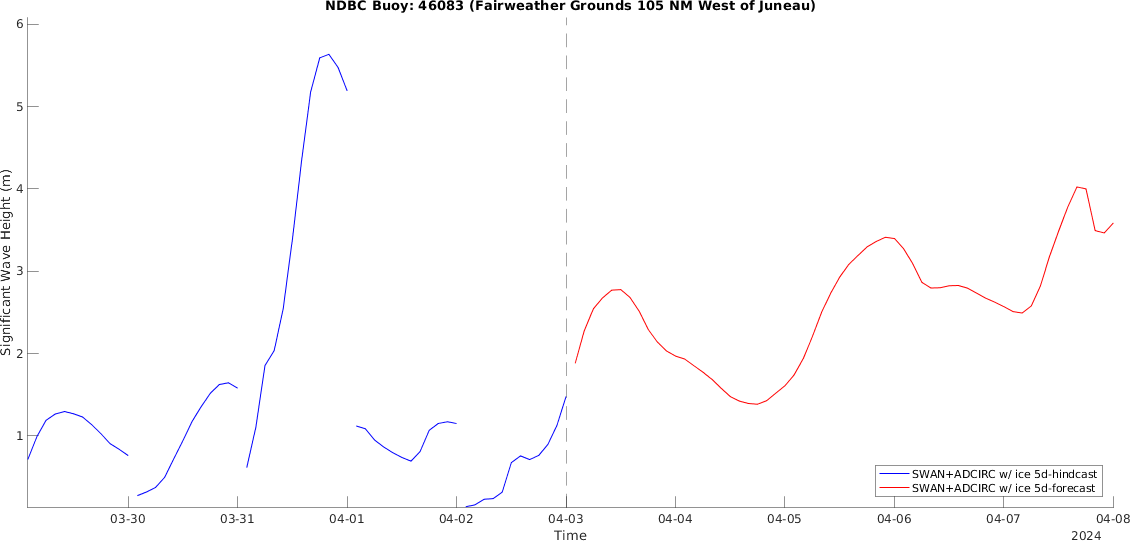 NDBC Buoy: 46083 (Fairweather Grounds 105 NM West of Juneau)
6
5
4
3
2
1
Significant Wave Height (m)
SWAN+ADCIRC w/ ice 5d-hindcast
SWAN+ADCIRC w/ ice 5d-forecast
03-30 03-31 04-01 04-02 04-03 04-04 04-05 04-06 04-07 04-08
Time
2024